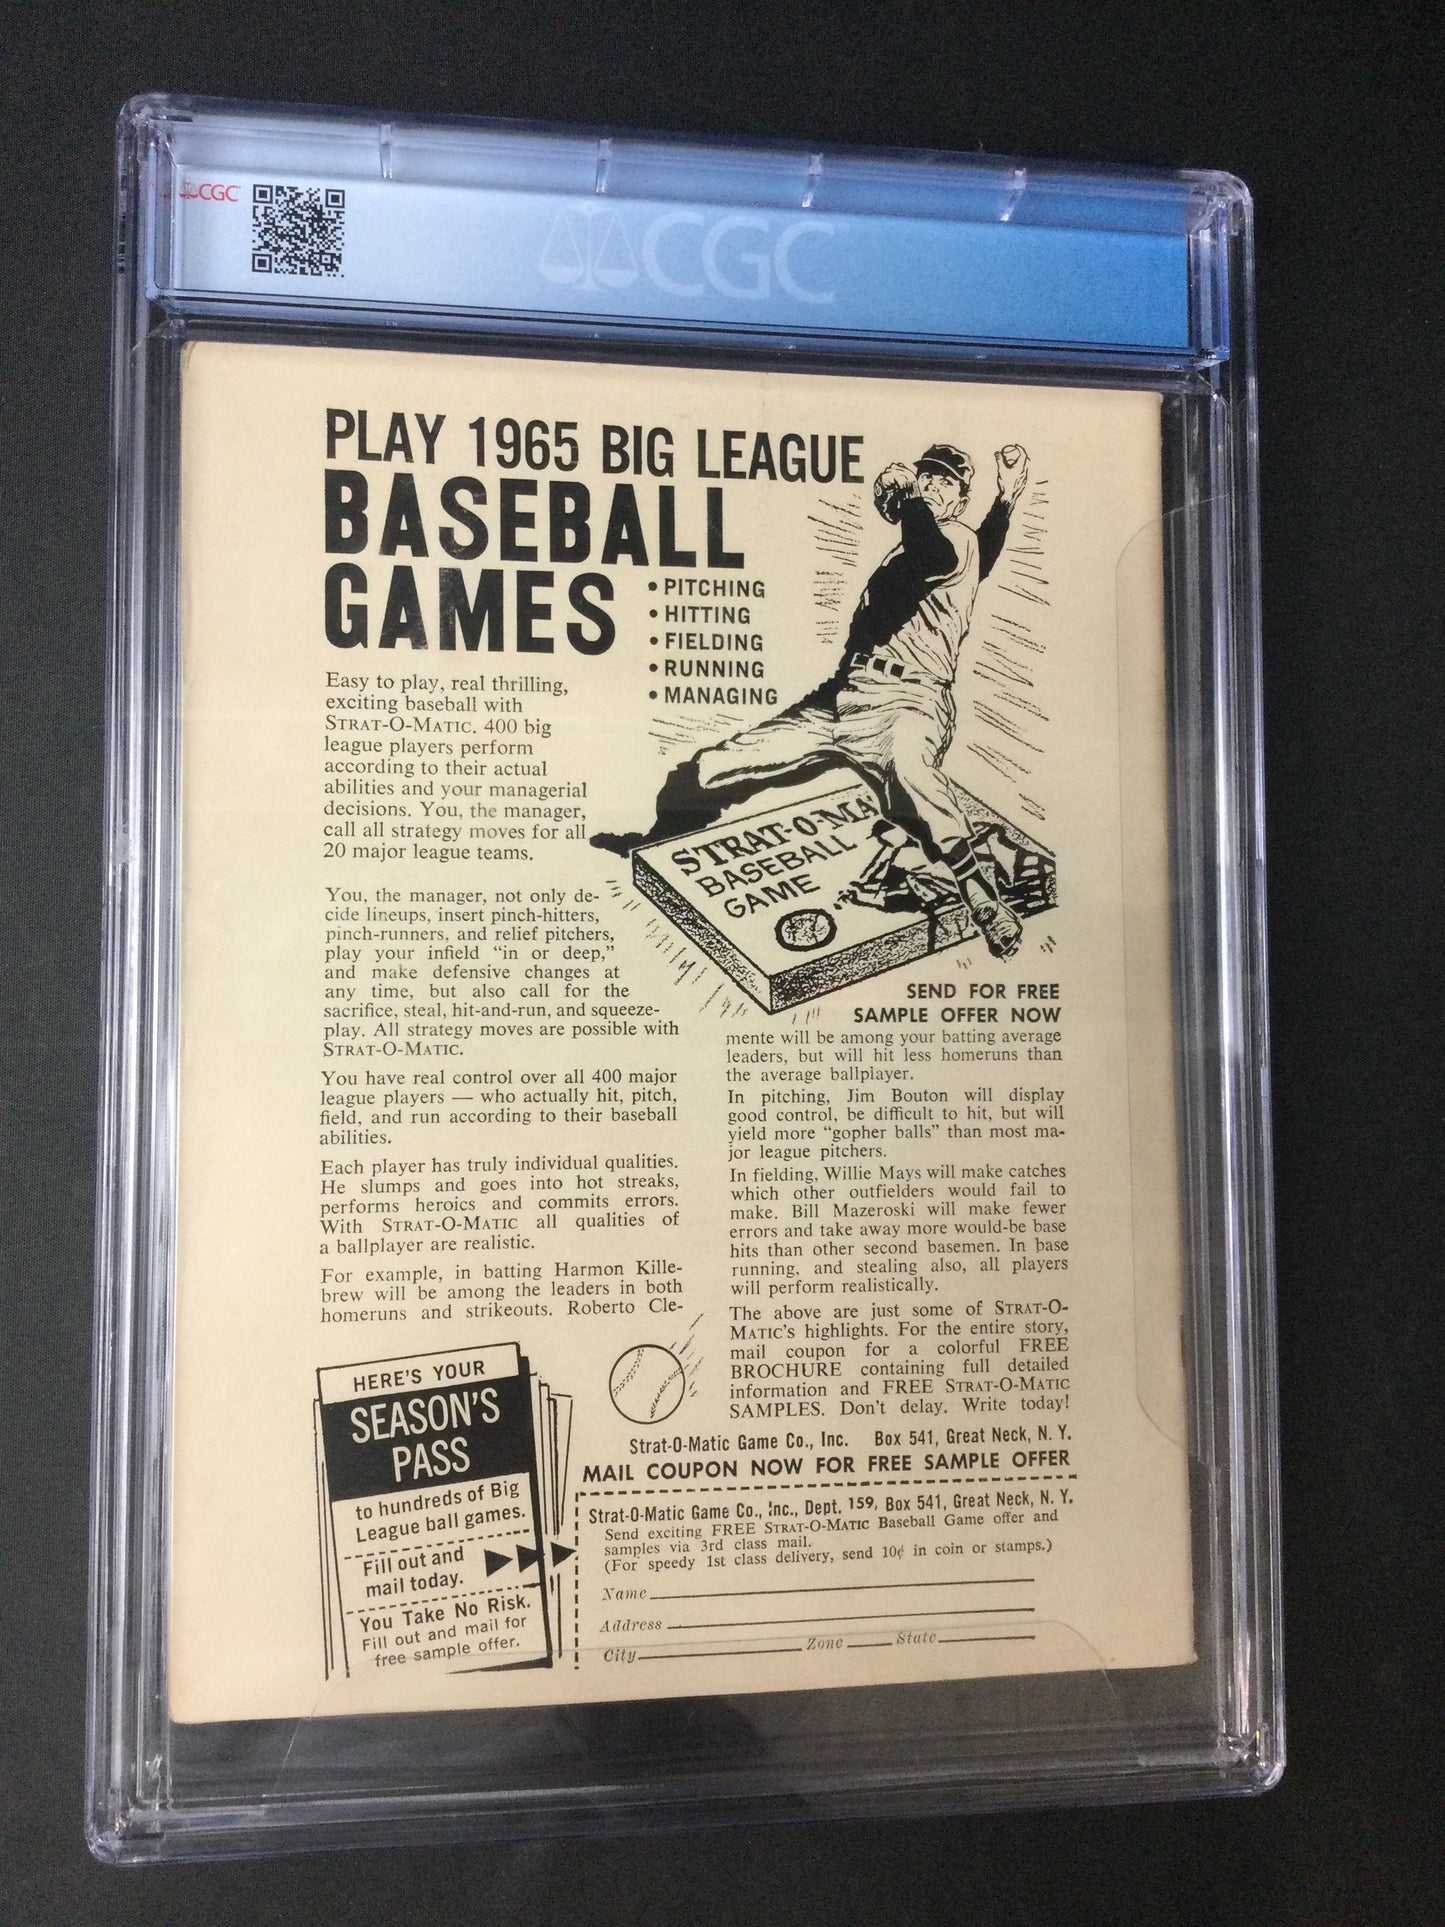 CGC
CGC
PLAY 1965 BIG LEAGUE
BASEBALL
GAMES
• PITCHING
• HITTING
• FIELDING
• RUNNING
• MANAGING
Easy to play, real thrilling,
exciting baseball with
STRAT-O-MATIC. 400 big
league players perform
according to their actual
abilities and your managerial
decisions. You, the manager,
call all strategy moves for all
20 major league teams.
STRAT-O-MA
BASEBALL
GAME
You, the manager, not only de-
cide lineups, insert pinch-hitters,
pinch-runners, and relief pitchers,
play your infield “in or deep,”
and make defensive changes at
any time, but also call for the
sacrifice, steal, hit-and-run, and squeeze-
play. All strategy moves are possible with
STRAT-O-MATIC.
You have real control over all 400 major
league players — who actually hit, pitch,
field, and run according to their baseball
abilities.
Each player has truly individual qualities.
He slumps and goes into hot streaks,
performs heroics and commits errors.
With STRAT-O-MATIC all qualities of
a ballplayer are realistic.
For example, in batting Harmon Kille-
brew will be among the leaders in both
homeruns and strikeouts. Roberto Cle-
SEND FOR FREE
SAMPLE OFFER NOW
mente will be among your batting average
leaders, but will hit less homeruns than
the average ballplayer.
In pitching, Jim Bouton will display
good control, be difficult to hit, but will
yield more “gopher balls” than most ma-
jor league pitchers.
In fielding, Willie Mays will make catches
which other outfielders would fail to
make. Bill Mazeroski will make fewer
errors and take away more would-be base
hits than other second basemen. In base
running, and stealing also, all players
will perform realistically.
The above are just some of STRAT-O-
MATIC's highlights. For the entire story,
mail coupon for a colorful FREE
BROCHURE containing full detailed
information and FREE STRAT-O-MATIC
SAMPLES. Don't delay. Write today!
Strat-O-Matic Game Co., Inc. Box 541, Great Neck, N. Y.
MAIL COUPON NOW FOR FREE SAMPLE OFFER
HERE'S YOUR
SEASON'S
PASS
to hundreds of Big
League ball games.
Fill out and
mail today.
You Take No Risk.
Fill out and mail for
free sample offer.
Strat-O-Matic Game Co., Inc., Dept. 159, Box 541, Great Neck, N. Y.
Send exciting FREE STRAT-O-MATIC Baseball Game offer and
samples via 3rd class mail.
(For speedy 1st class delivery, send 10¢ in coin or stamps.)
Name
Address
City Zone State